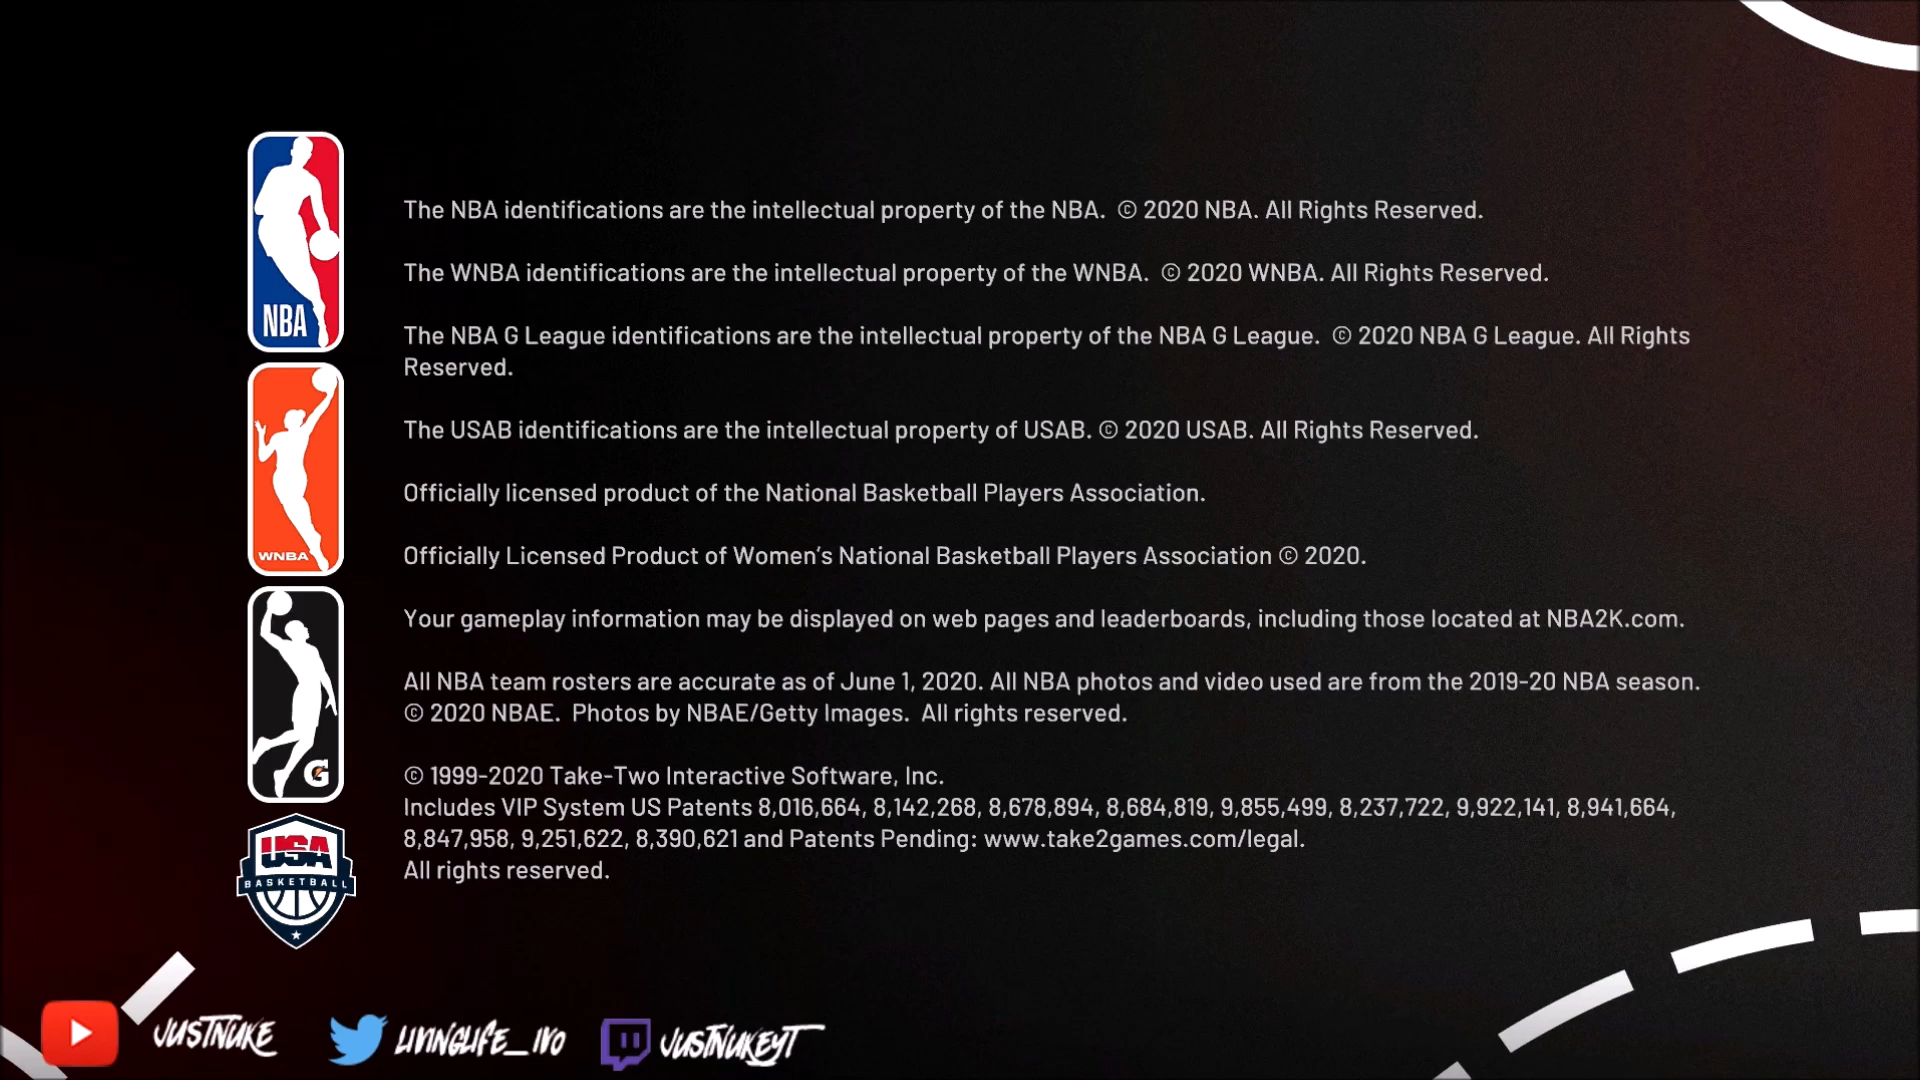 NBA
The NBA identifications are the intellectual property of the NBA.  © 2020 NBA. All Rights Reserved.
The WNBA identifications are the intellectual property of the WNBA.  © 2020 WNBA. All Rights Reserved.
The NBA G League identifications are the intellectual property of the NBA G League.  © 2020 NBA G League. All Rights
Reserved.
WNBA
The USAB identifications are the intellectual property of USAB. © 2020 USAB. All Rights Reserved.
Officially licensed product of the National Basketball Players Association.
Officially Licensed Product of Women’s National Basketball Players Association © 2020.
G
Your gameplay information may be displayed on web pages and leaderboards, including those located at NBA2K.com.
All NBA team rosters are accurate as of June 1, 2020. All NBA photos and video used are from the 2019-20 NBA season.
© 2020 NBAE.  Photos by NBAE/Getty Images.  All rights reserved.
© 1999-2020 Take-Two Interactive Software, Inc.
Includes VIP System US Patents 8,016,664, 8,142,268, 8,678,894, 8,684,819, 9,855,499, 8,237,722, 9,922,141, 8,941,664,
8,847,958, 9,251,622, 8,390,621 and Patents Pending: www.take2games.com/legal.
All rights reserved.
USA
BASKETBALL
JUSTNUKE
LIVINGLIFE_IVO
JUSTNUKEYT